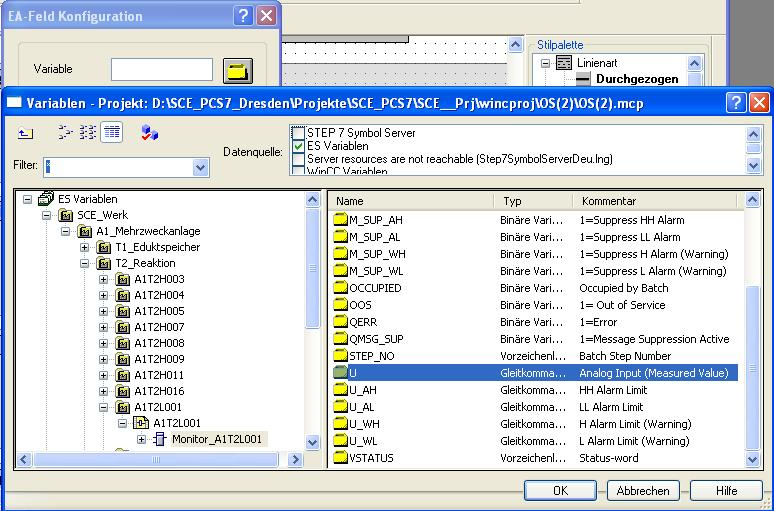 EA-Feld Konfiguration
Variable
Stilpalette
Linienart
Durchgezogen
Variablen - Projekt: D:\SCE_PCS7_Dresden\Projekte\SCE_PCS7\SCE__Prj\wincproj\OS(2)\OS(2).mcp
Filter:
*
Datenquelle:
STEP 7 Symbol Server
ES Variablen
Server resources are not reachable (Step7SymbolServerDeu.lng)
WinCC Variablen
ES Variablen
SCE_Werk
A1_Mehrzweckanlage
T1_Eduktspeicher
T2_Reaktion
A1T2H003
A1T2H004
A1T2H005
A1T2H007
A1T2H008
A1T2H009
A1T2H011
A1T2H016
A1T2L001
A1T2L001
Monitor_A1T2L001
Name Typ Kommentar
M_SUP_AH Binäre Vari... 1=Suppress HH Alarm
M_SUP_AL Binäre Vari... 1=Suppress LL Alarm
M_SUP_WH Binäre Vari... 1=Suppress H Alarm (Warning)
M_SUP_WL Binäre Vari... 1=Suppress L Alarm (Warning)
OCCUPIED Binäre Vari... Occupied by Batch
OOS Binäre Vari... 1= Out of Service
QERR Binäre Vari... 1=Error
QMSG_SUP Binäre Vari... 1=Message Suppression Active
STEP_NO Vorzeichenl... Batch Step Number
U Gleitkomma... Analog Input (Measured Value)
U_AH Gleitkomma... HH Alarm Limit
U_AL Gleitkomma... LL Alarm Limit
U_WH Gleitkomma... H Alarm Limit (Warning)
U_WL Gleitkomma... L Alarm Limit (Warning)
VSTATUS Vorzeichenl... Status-word
OK Abbrechen Hilfe